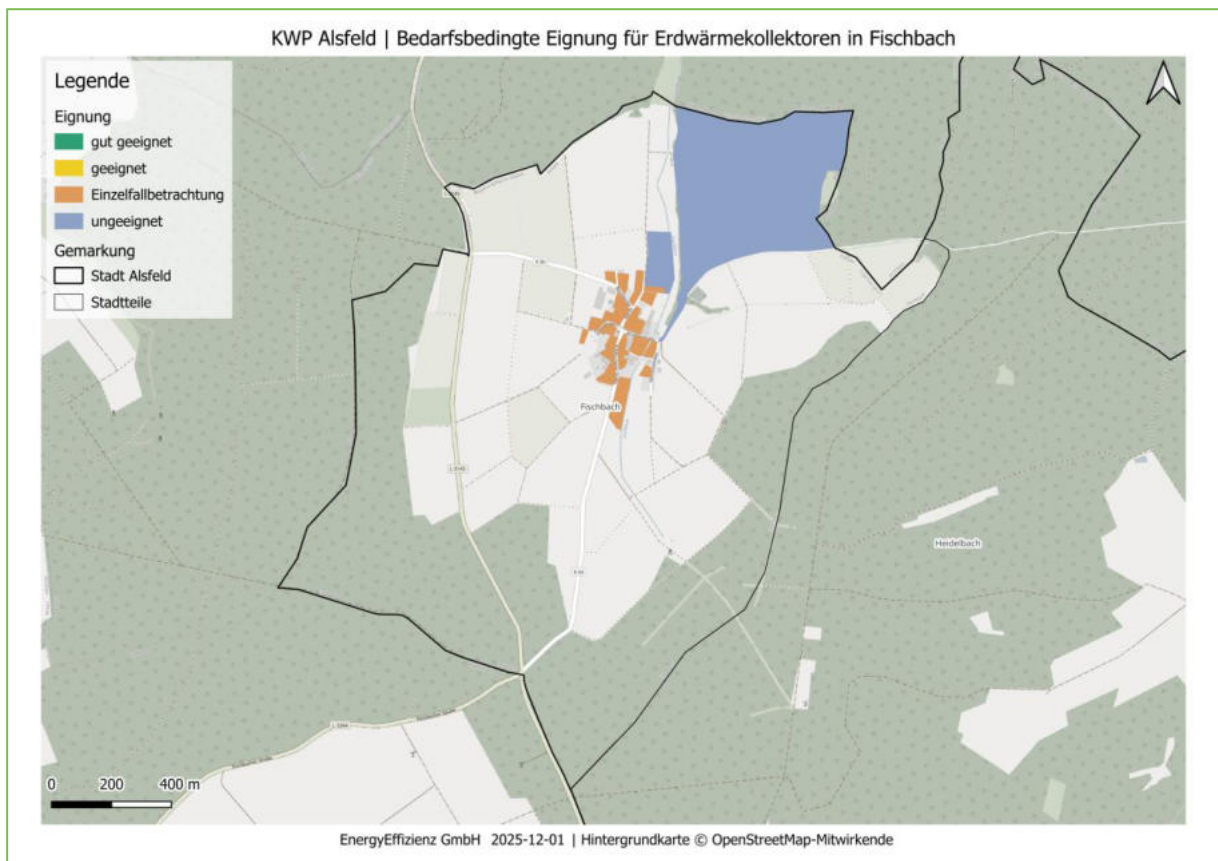 KWP Alsfeld | Bedarfsbedingte Eignung für Erdwärmekollektoren in Fischbach
Legende
Eignung
gut geeignet
geeignet
Einzelfallbetrachtung
ungeeignet
Gemarkung
Stadt Alsfeld
Stadtteile
Fischbach
Heidelbach
0 200 400 m
EnergyEffizienz GmbH 2025-12-01 | Hintergrundkarte © OpenStreetMap-Mitwirkende